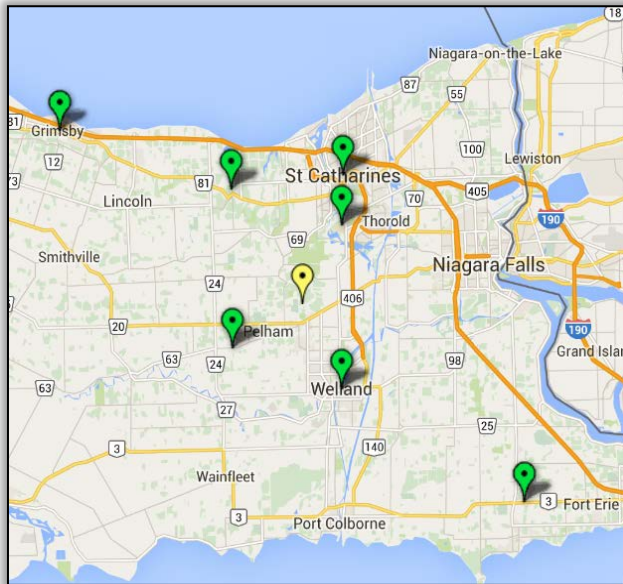 18
Niagara-on-the-Lake
87
55
81
Grimsby
12
100
Lewiston
73
81
St Catharines
405
Lincoln
70
190
Thorold
69
Smithville
Niagara Falls
24
406
20
Pelham
190
Grand Islan
63
24
98
63
Welland
27
25
3
140
Wainfleet
3
3
Fort Erie
Port Colborne